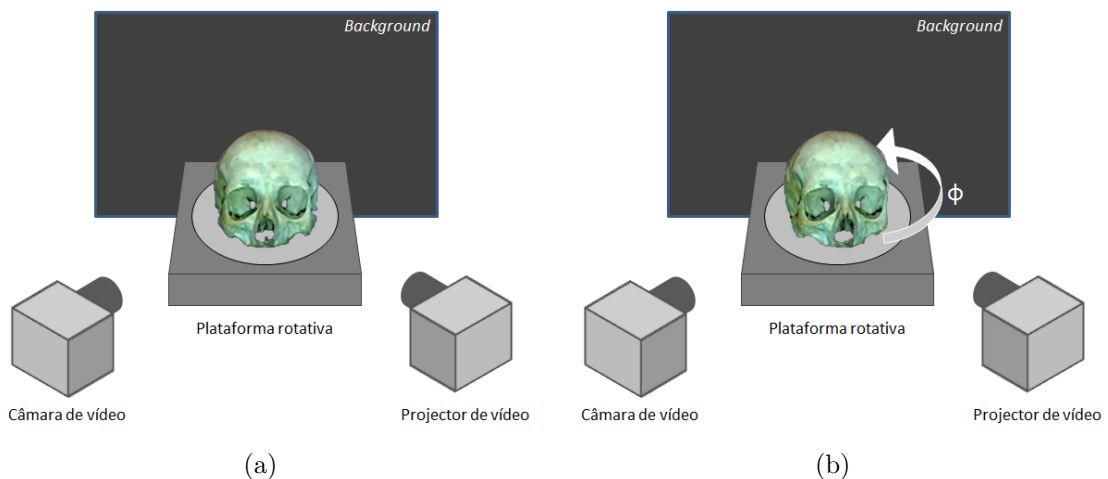 Background
Plataforma rotativa
Câmara de vídeo
Projector de vídeo
(a)
Background
ϕ
Plataforma rotativa
Câmara de vídeo
Projector de vídeo
(b)